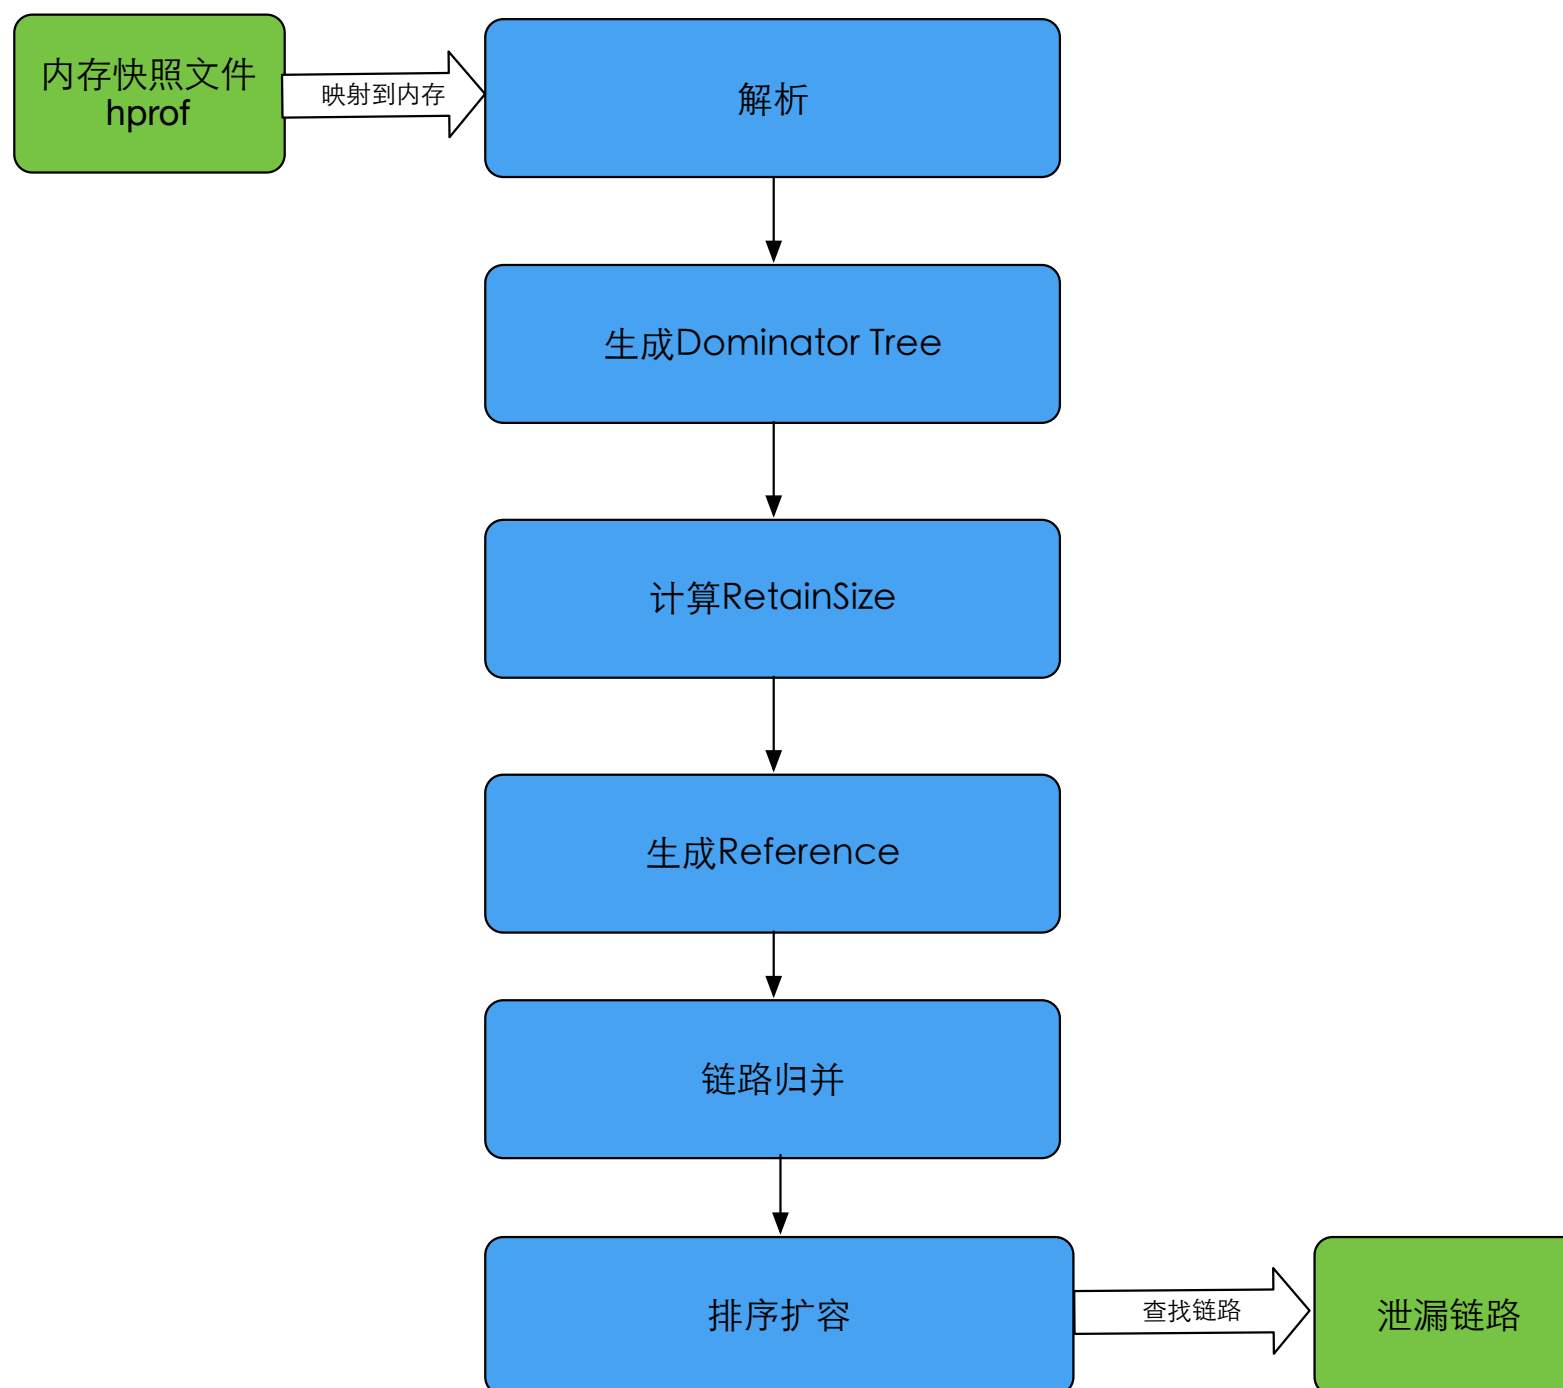 内存快照文件
hprof
映射到内存
解析
生成Dominator Tree
计算RetainSize
生成Reference
链路归并
排序扩容
查找链路
泄漏链路